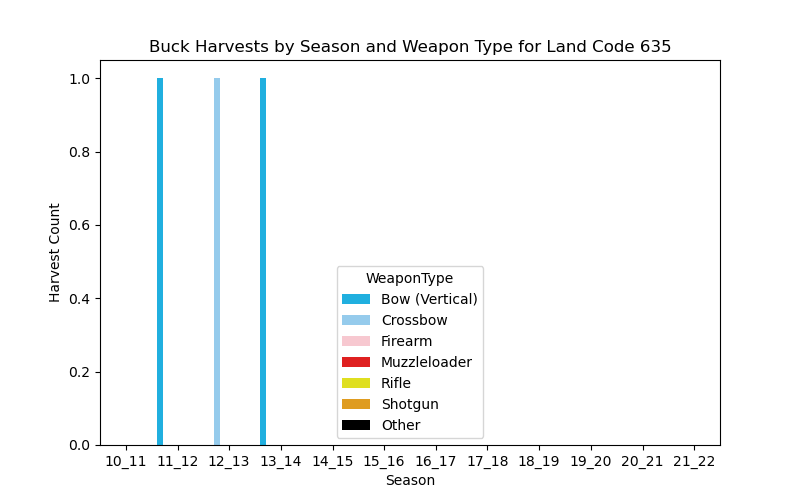 Buck Harvests by Season and Weapon Type for Land Code 635
1.0
0.8
0.6
0.4
0.2
0.0
Harvest Count
WeaponType
Bow (Vertical)
Crossbow
Firearm
Muzzleloader
Rifle
Shotgun
Other
10_11 11_12 12_13 13_14 14_15 15_16 16_17 17_18 18_19 19_20 20_21 21_22
Season